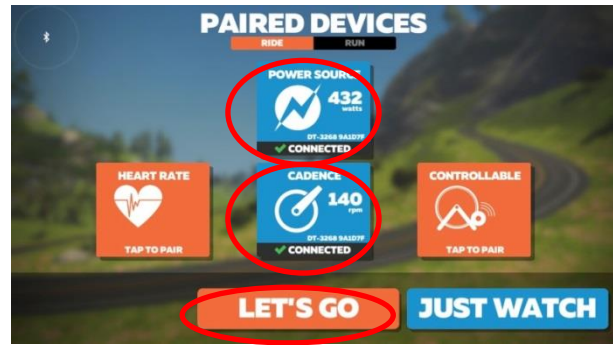 PAIRED DEVICES
RIDE RUN
POWER SOURCE
432
watts
DT-3268 9A1D7F
CONNECTED
HEART RATE
TAP TO PAIR
CADENCE
140
rpm
DT-3268 9A1D7F
CONNECTED
CONTROLLABLE
TAP TO PAIR
LET'S GO
JUST WATCH